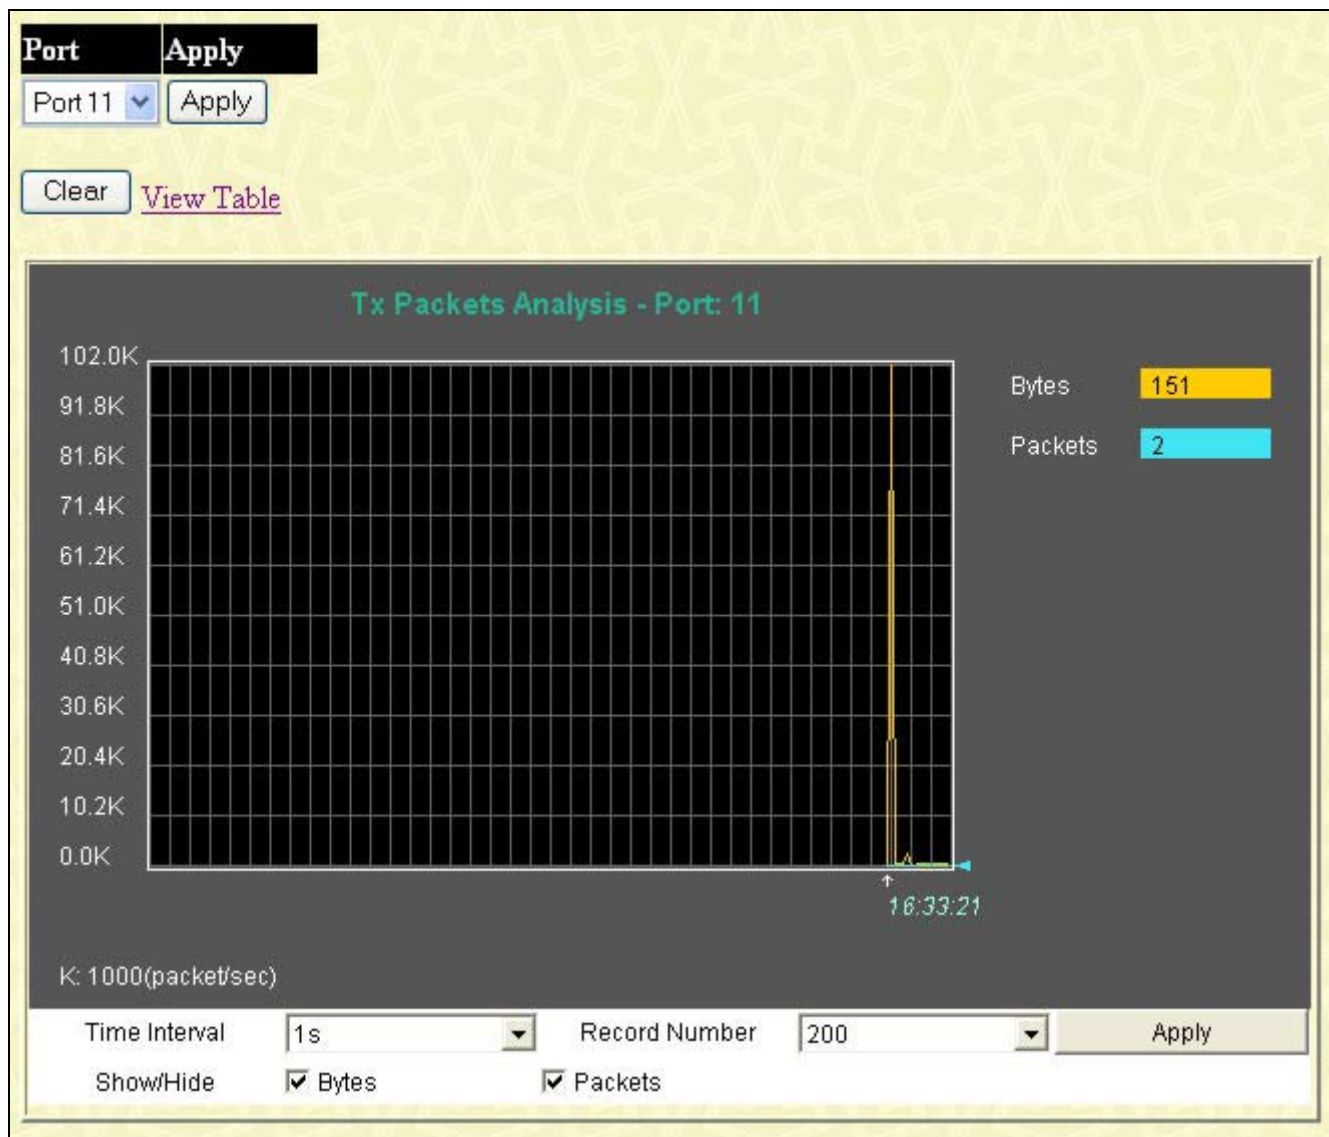 Port Apply
Port 11 Apply
Clear View Table
Tx Packets Analysis - Port: 11
102.0K
91.8K
81.6K
71.4K
61.2K
51.0K
40.8K
30.6K
20.4K
10.2K
0.0K
Bytes 151
Packets 2
16:33:21
K: 1000(packet/sec)
Time Interval 1s Record Number 200 Apply
Show/Hide Bytes Packets